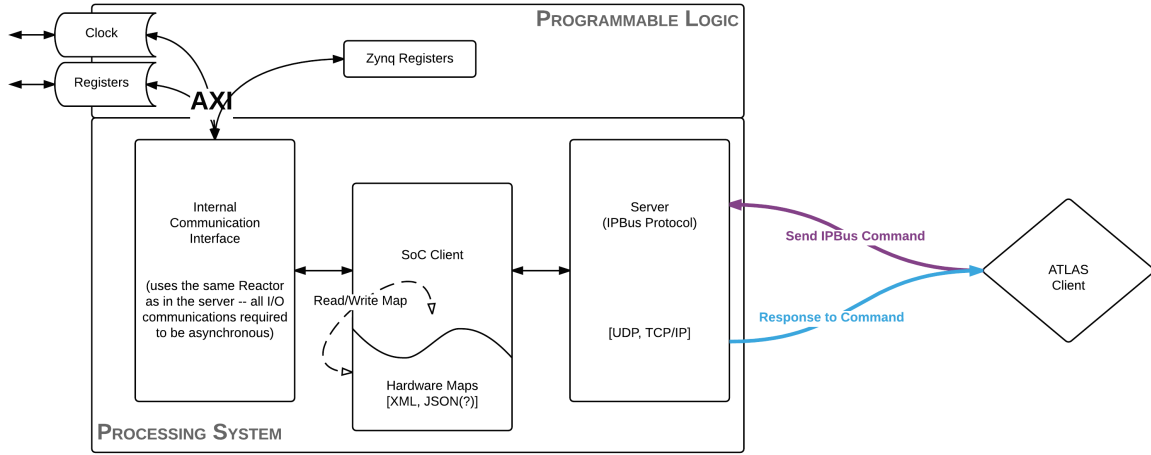 PROGRAMMABLE LOGIC
Clock
Zynq Registers
Registers
AXI
Internal
Communication
Interface
(uses the same Reactor
as in the server -- all I/O
communications required
to be asynchronous)
SoC Client
Read/Write Map
Hardware Maps
[XML, JSON(?)]
Server
(IPBus Protocol)
[UDP, TCP/IP]
Send IPBus Command
Response to Command
ATLAS
Client
PROCESSING SYSTEM